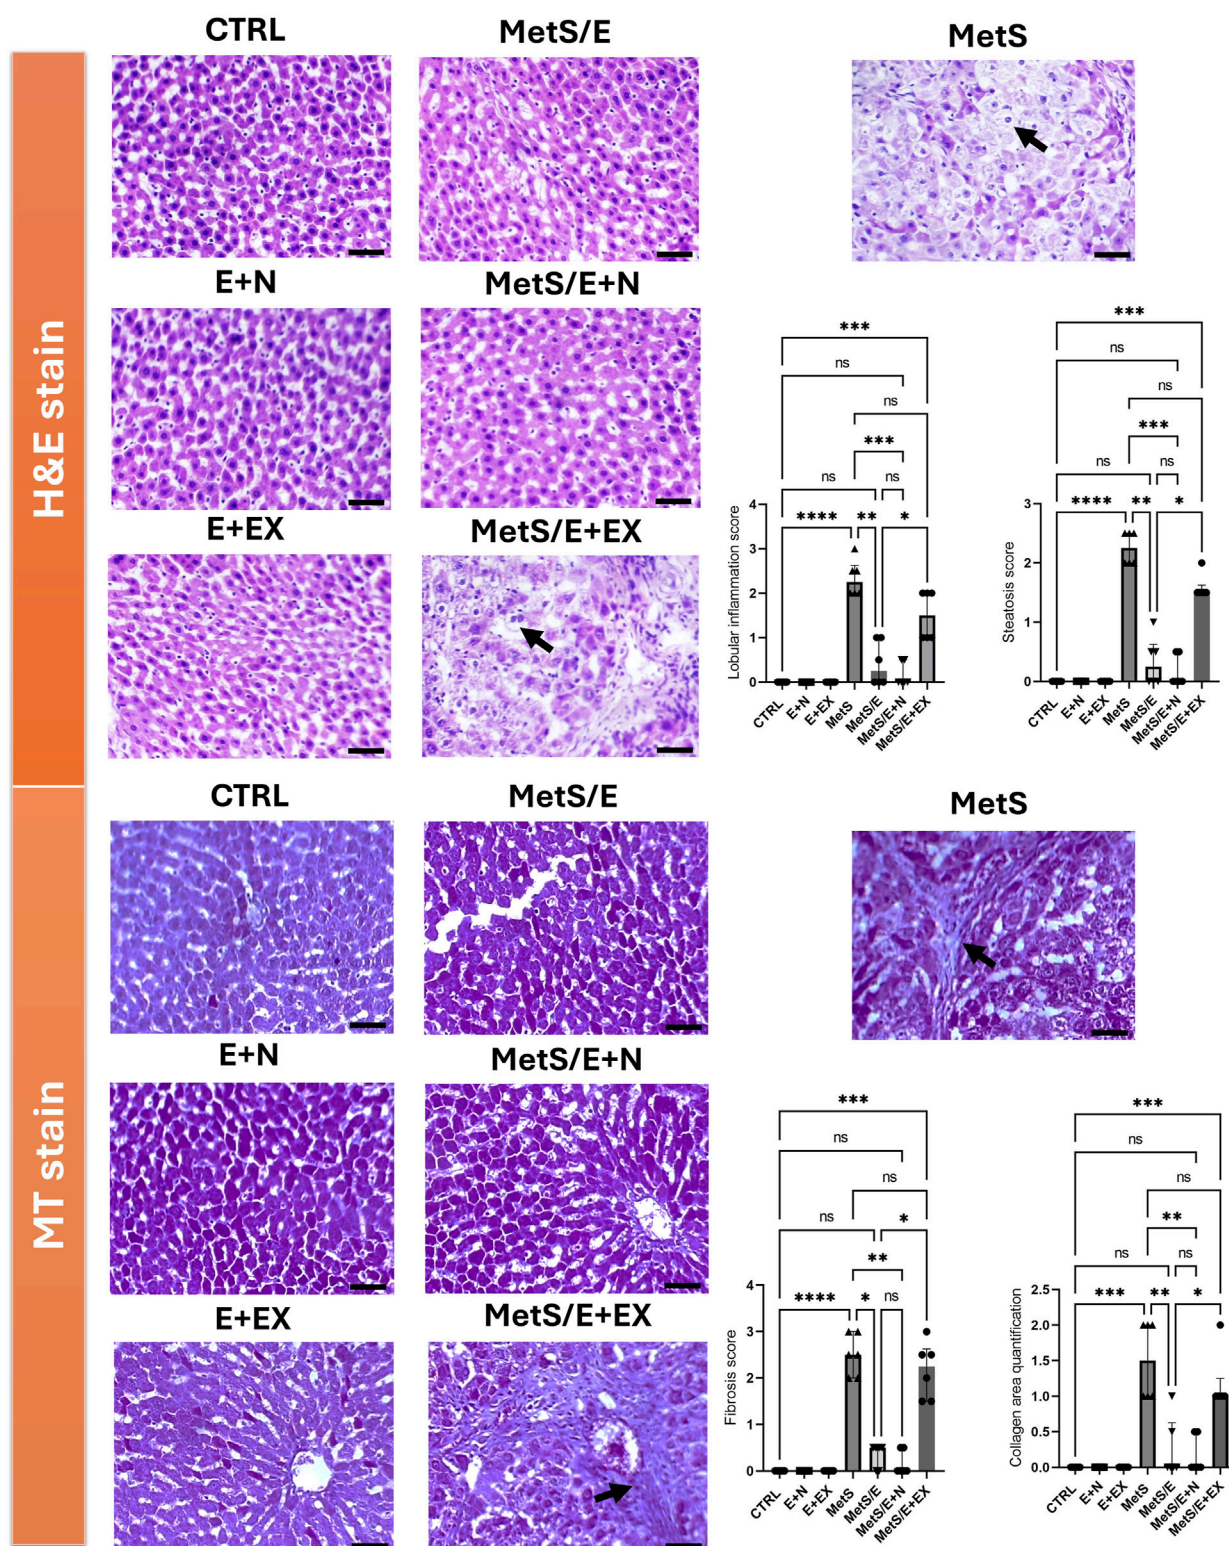 CTRL
MetS/E
MetS
H&E stain
E+N
MetS/E+N
E+EX
MetS/E+EX
***
ns
ns
***
ns
ns
****
**
*
4
3
2
1
0
Lobular inflammation score
CTRL
E+N
E+EX
MetS
MetS/E
MetS/E+N
MetS/E+EX
***
ns
ns
***
ns
ns
****
**
*
3
2
1
0
Steatosis score
CTRL
E+N
E+EX
MetS
MetS/E
MetS/E+N
MetS/E+EX
CTRL
MetS/E
MetS
MT stain
E+N
MetS/E+N
E+EX
MetS/E+EX
***
ns
ns
ns
*
**
****
*
ns
4
3
2
1
0
Fibrosis score
CTRL
E+N
E+EX
MetS
MetS/E
MetS/E+N
MetS/E+EX
***
ns
ns
**
ns
ns
***
**
*
2.5
2.0
1.5
1.0
0.5
0.0
Collagen area quantification
CTRL
E+N
E+EX
MetS
MetS/E
MetS/E+N
MetS/E+EX